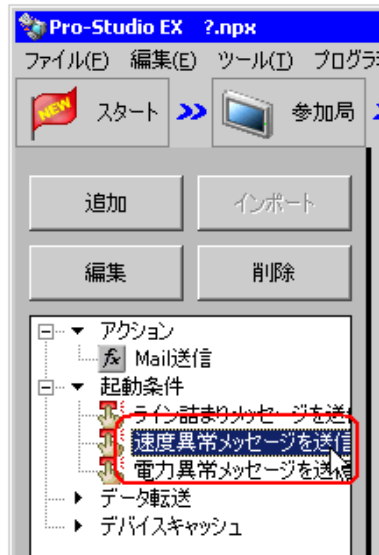 Pro-Studio EX ?.npx
ファイル(F) 編集(E) ツール(T) プログラ
NEW スタート 参加局
追加 インポート
編集 削除
アクション
fx Mail送信
起動条件
ライン詰まりメッセージを送
速度異常メッセージを送信
電力異常メッセージを送
データ転送
デバイスキャッシュ